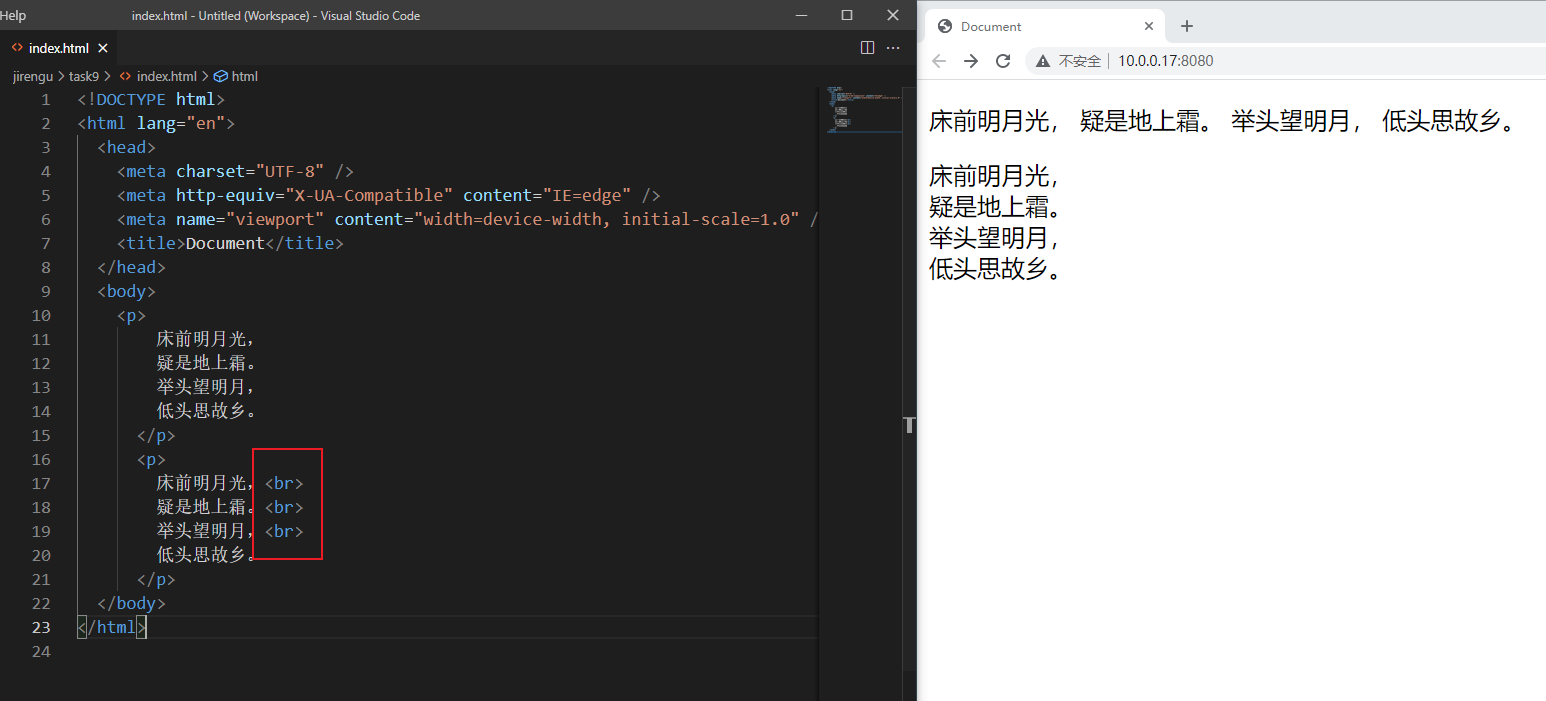 Help
index.html - Untitled (Workspace) - Visual Studio Code
index.html
jirengu > task9 > index.html > html
1 <!DOCTYPE html>
2 <html lang="en">
3 <head>
4 <meta charset="UTF-8" />
5 <meta http-equiv="X-UA-Compatible" content="IE=edge" />
6 <meta name="viewport" content="width=device-width, initial-scale=1.0" /
7 <title>Document</title>
8 </head>
9 <body>
10 <p>
11 床前明月光，
12 疑是地上霜。
13 举头望明月，
14 低头思故乡。
15 </p>
16 <p>
17 床前明月光，<br>
18 疑是地上霜。<br>
19 举头望明月，<br>
20 低头思故乡。
21 </p>
22 </body>
23 </html>
24
Document
不安全 | 10.0.0.17:8080
床前明月光， 疑是地上霜。 举头望明月， 低头思故乡。
床前明月光，
疑是地上霜。
举头望明月，
低头思故乡。